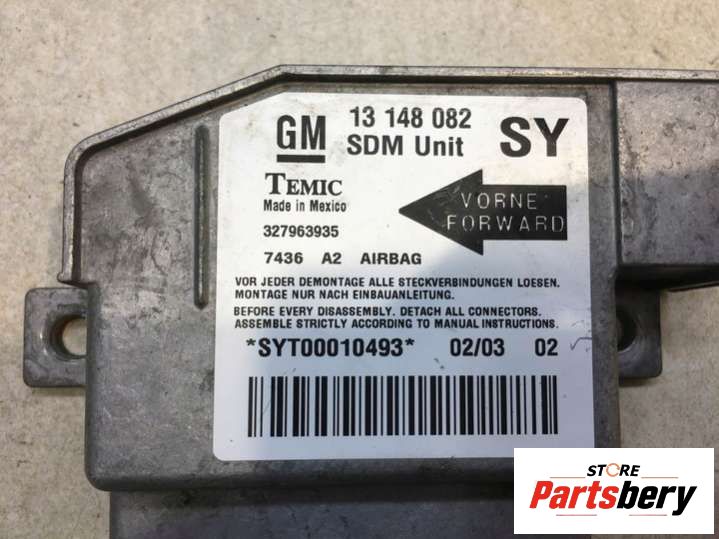 GM 13 148 082 SY
SDM Unit
TEMIC
Made in Mexico
VORNE
FORWARD
327963935
7436 A2 AIRBAG
VOR JEDER DEMONTAGE ALLE STECKVERBINDUNGEN LOESEN.
MONTAGE NUR NACH EINBAUANLEITUNG.
BEFORE EVERY DISASSEMBLY. DETACH ALL CONNECTORS.
ASSEMBLE STRICTLY ACCORDING TO MANUAL INSTRUCTIONS.
*SYT00010493* 02/03 02
STORE
Partsbery